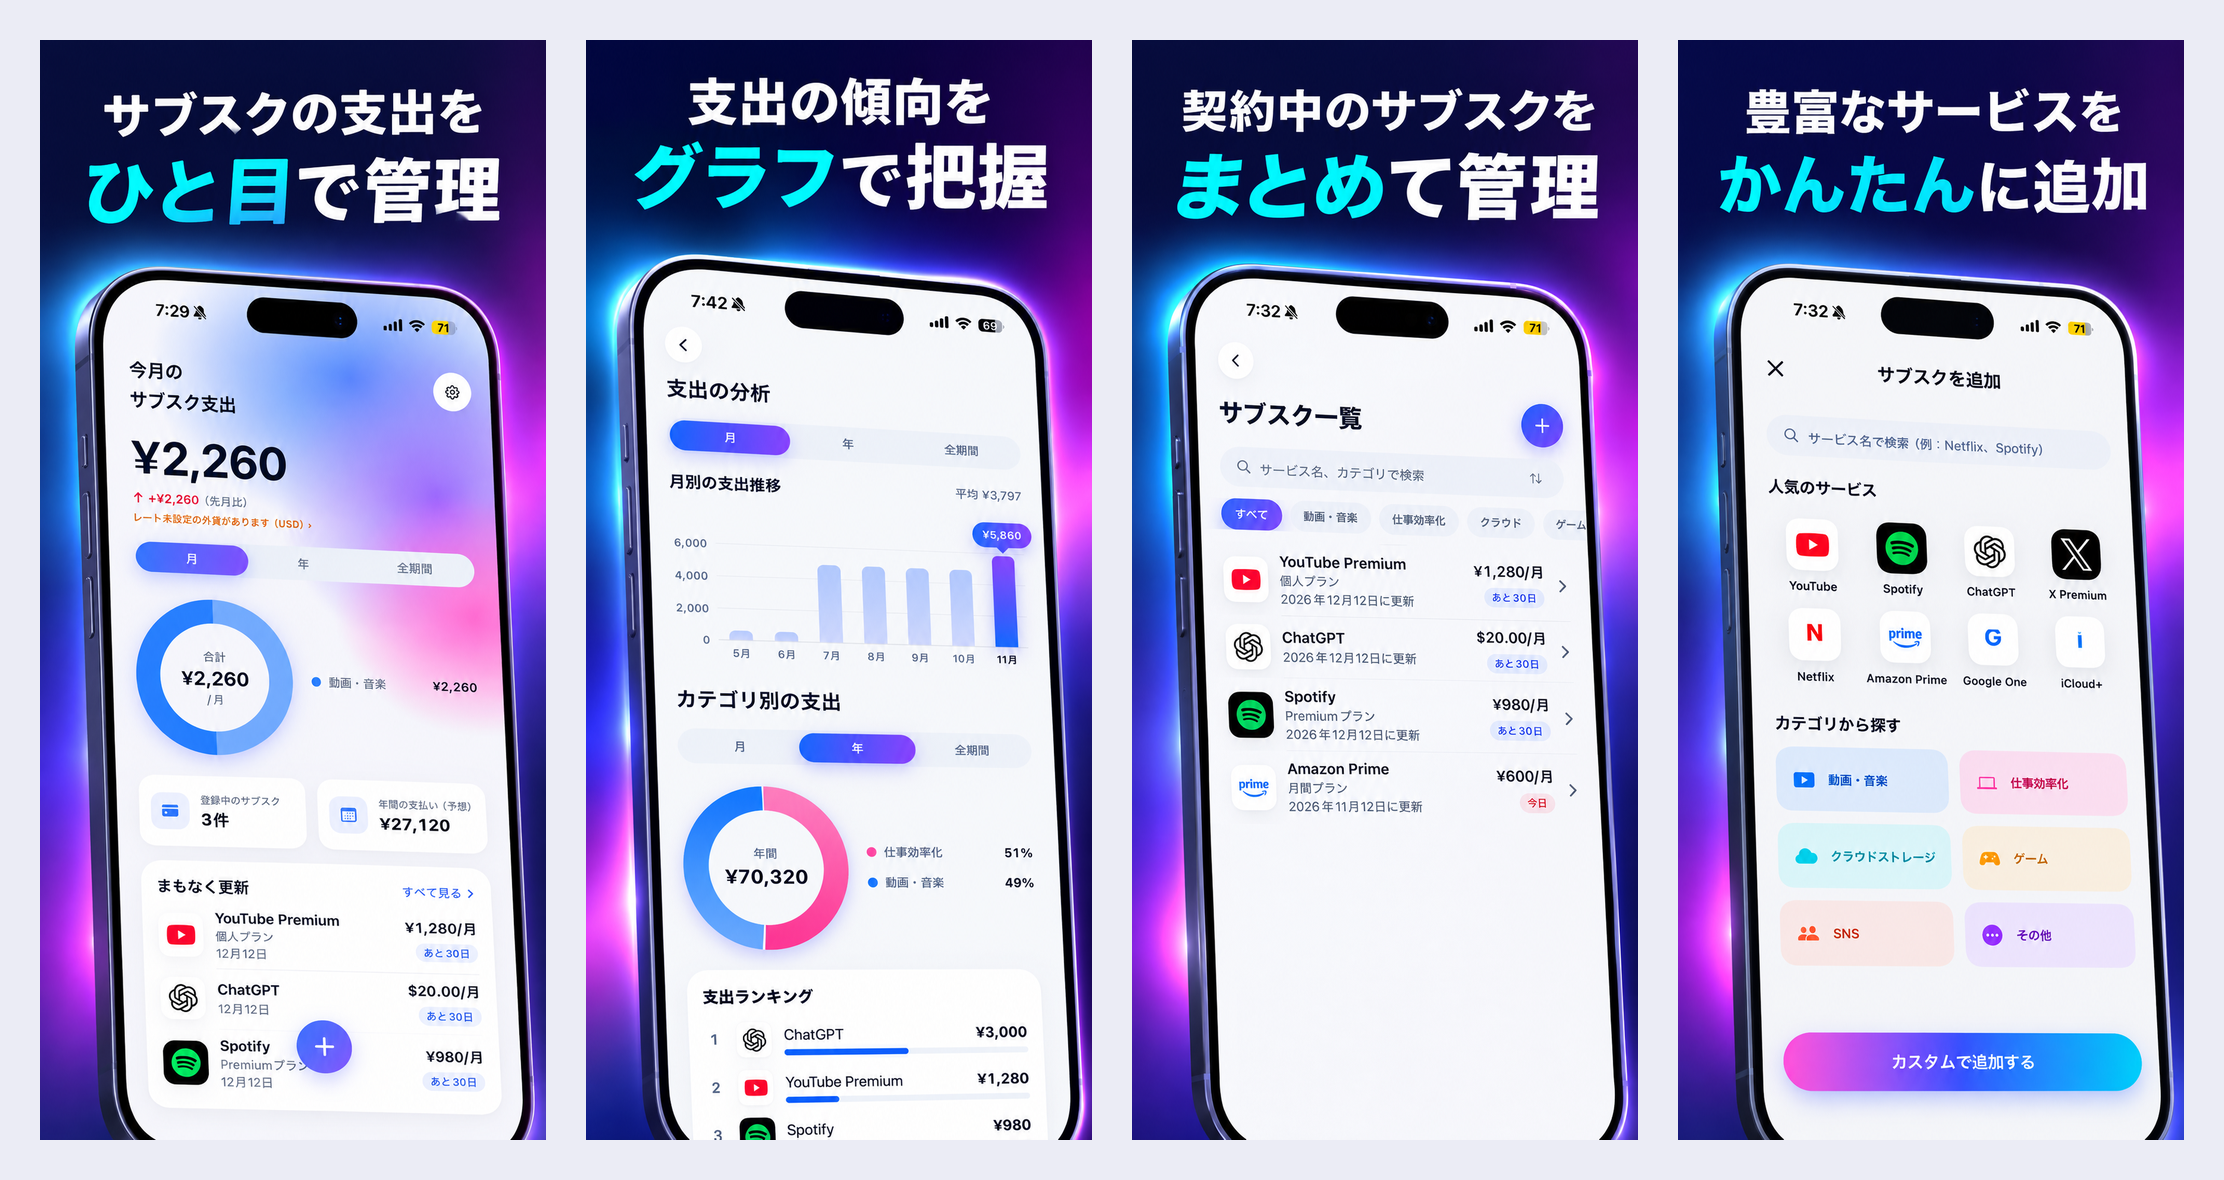 サブスクの支出を
ひと目で管理
7:29
71
今月の
サブスク支出
¥2,260
↑ +¥2,260（先月比）
レート未設定の外貨があります（USD）›
月 年 全期間
合計
¥2,260
/月
動画・音楽 ¥2,260
登録中のサブスク
3件
年間の支払い（予想）
¥27,120
まもなく更新 すべて見る
YouTube Premium
個人プラン
12月12日
¥1,280/月
あと30日
ChatGPT
12月12日
$20.00/月
あと30日
Spotify
Premiumプラン
12月12日
¥980/月
あと30日
支出の傾向を
グラフで把握
7:42
69
支出の分析
月 年 全期間
月別の支出推移 平均 ¥3,797
¥5,860
6,000
4,000
2,000
0
5月 6月 7月 8月 9月 10月 11月
カテゴリ別の支出
月 年 全期間
年間
¥70,320
仕事効率化 51%
動画・音楽 49%
支出ランキング
1 ChatGPT ¥3,000
2 YouTube Premium ¥1,280
3 Spotify ¥980
契約中のサブスクを
まとめて管理
7:32
71
サブスク一覧
サービス名、カテゴリで検索
すべて 動画・音楽 仕事効率化 クラウド ゲーム
YouTube Premium
個人プラン
2026年12月12日に更新
¥1,280/月
あと30日
ChatGPT
2026年12月12日に更新
$20.00/月
あと30日
Spotify
Premiumプラン
2026年12月12日に更新
¥980/月
あと30日
prime
Amazon Prime
月間プラン
2026年11月12日に更新
¥600/月
今日
豊富なサービスを
かんたんに追加
7:32
71
サブスクを追加
サービス名で検索（例：Netflix、Spotify）
人気のサービス
YouTube Spotify ChatGPT X Premium
N prime G i
Netflix Amazon Prime Google One iCloud+
カテゴリから探す
動画・音楽 仕事効率化
クラウドストレージ ゲーム
SNS その他
カスタムで追加する